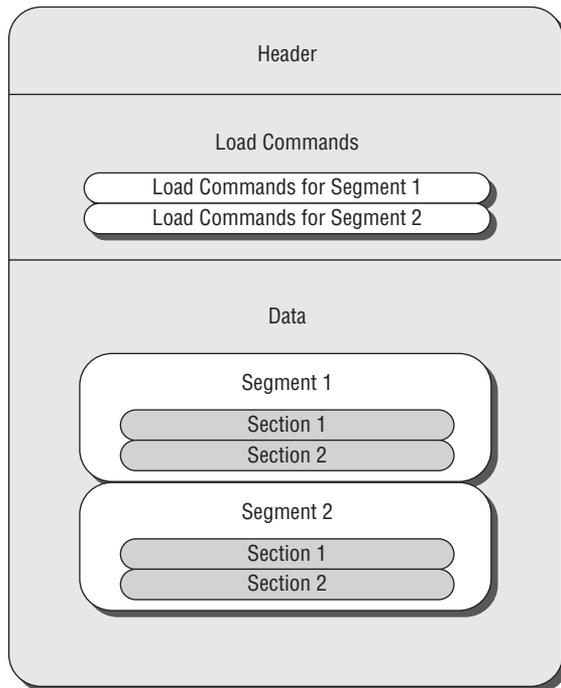 Header
Load Commands
Load Commands for Segment 1
Load Commands for Segment 2
Data
Segment 1
Section 1
Section 2
Segment 2
Section 1
Section 2